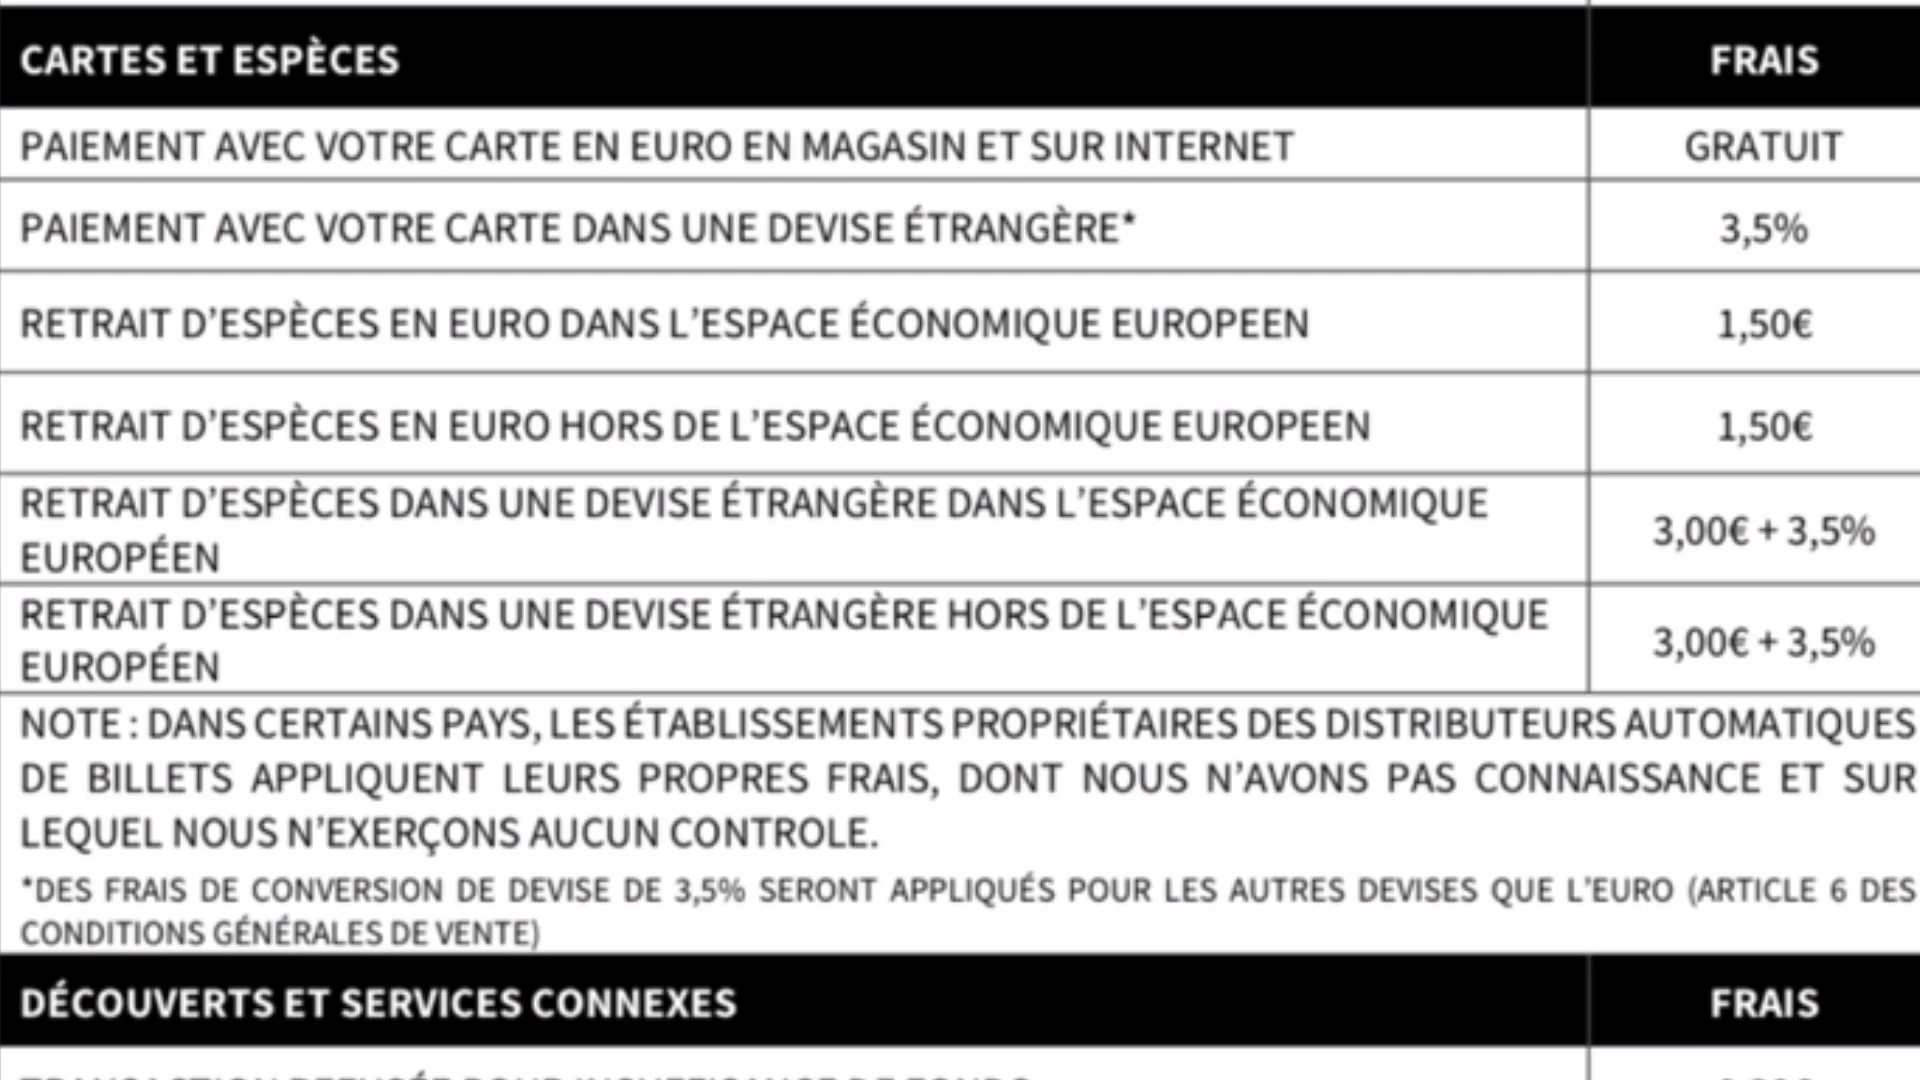 CARTES ET ESPÈCES FRAIS
PAIEMENT AVEC VOTRE CARTE EN EURO EN MAGASIN ET SUR INTERNET GRATUIT
PAIEMENT AVEC VOTRE CARTE DANS UNE DEVISE ÉTRANGÈRE* 3,5%
RETRAIT D’ESPÈCES EN EURO DANS L’ESPACE ÉCONOMIQUE EUROPEEN 1,50€
RETRAIT D’ESPÈCES EN EURO HORS DE L’ESPACE ÉCONOMIQUE EUROPEEN 1,50€
RETRAIT D’ESPÈCES DANS UNE DEVISE ÉTRANGÈRE DANS L’ESPACE ÉCONOMIQUE
EUROPÉEN 3,00€ + 3,5%
RETRAIT D’ESPÈCES DANS UNE DEVISE ÉTRANGÈRE HORS DE L’ESPACE ÉCONOMIQUE
EUROPÉEN 3,00€ + 3,5%
NOTE : DANS CERTAINS PAYS, LES ÉTABLISSEMENTS PROPRIÉTAIRES DES DISTRIBUTEURS AUTOMATIQUES
DE BILLETS APPLIQUENT LEURS PROPRES FRAIS, DONT NOUS N’AVONS PAS CONNAISSANCE ET SUR
LEQUEL NOUS N’EXERÇONS AUCUN CONTROLE.
*DES FRAIS DE CONVERSION DE DEVISE DE 3,5% SERONT APPLIQUÉS POUR LES AUTRES DEVISES QUE L’EURO (ARTICLE 6 DES
CONDITIONS GÉNÉRALES DE VENTE)
DÉCOUVERTS ET SERVICES CONNEXES FRAIS